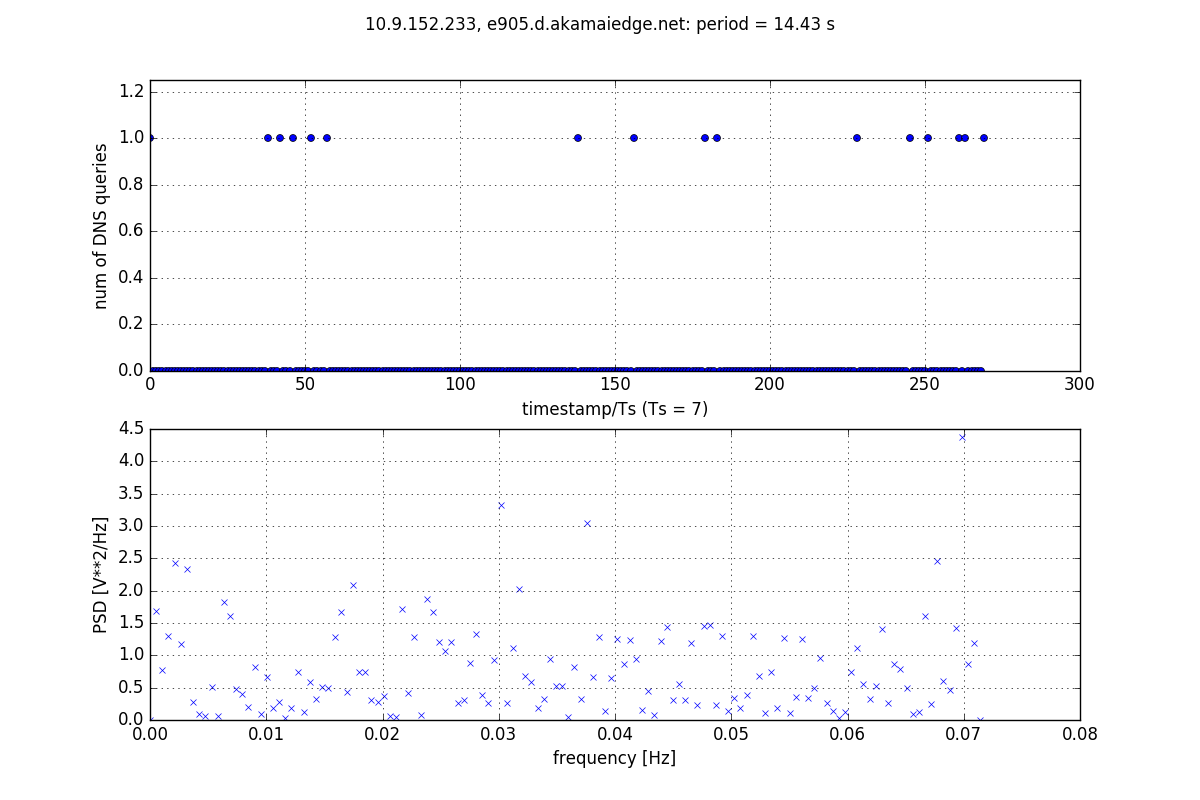 10.9.152.233, e905.d.akamaiedge.net: period = 14.43 s
1.2
1.0
0.8
0.6
0.4
0.2
0.0
num of DNS queries
0 50 100 150 200 250 300
timestamp/Ts (Ts = 7)
4.5
4.0
3.5
3.0
2.5
2.0
1.5
1.0
0.5
0.0
PSD [V**2/Hz]
0.00 0.01 0.02 0.03 0.04 0.05 0.06 0.07 0.08
frequency [Hz]